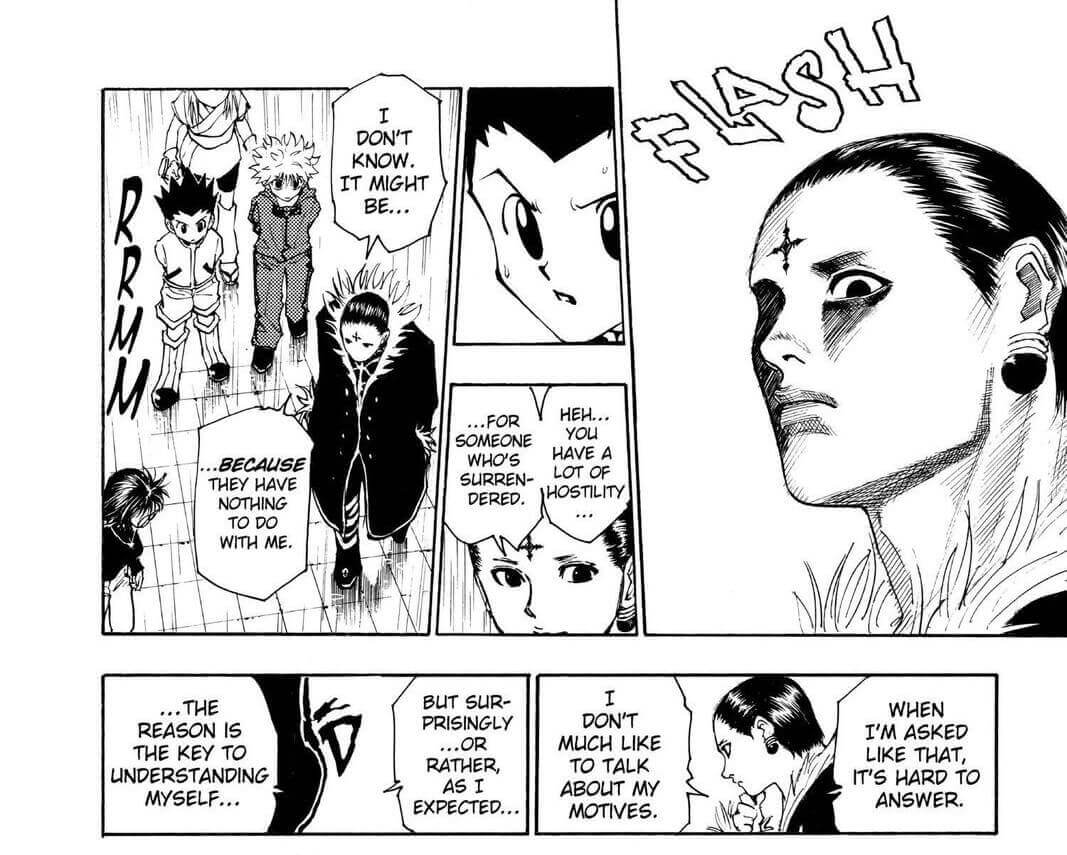 FLASH
HEH...
YOU
HAVE A
LOT OF
HOSTILITY
...
...FOR
SOMEONE
WHO'S
SURREN-
DERED.
I
DON'T
KNOW.
IT MIGHT
BE...
RRMM
...BECAUSE
THEY HAVE
NOTHING
TO DO
WITH ME.
WHEN
I'M ASKED
LIKE THAT,
IT'S HARD TO
ANSWER.
I
DON'T
MUCH LIKE
TO TALK
ABOUT MY
MOTIVES.
BUT SUR-
PRISINGLY
...OR
RATHER,
AS I
EXPECTED...
...THE
REASON IS
THE KEY TO
UNDERSTANDING
MYSELF...